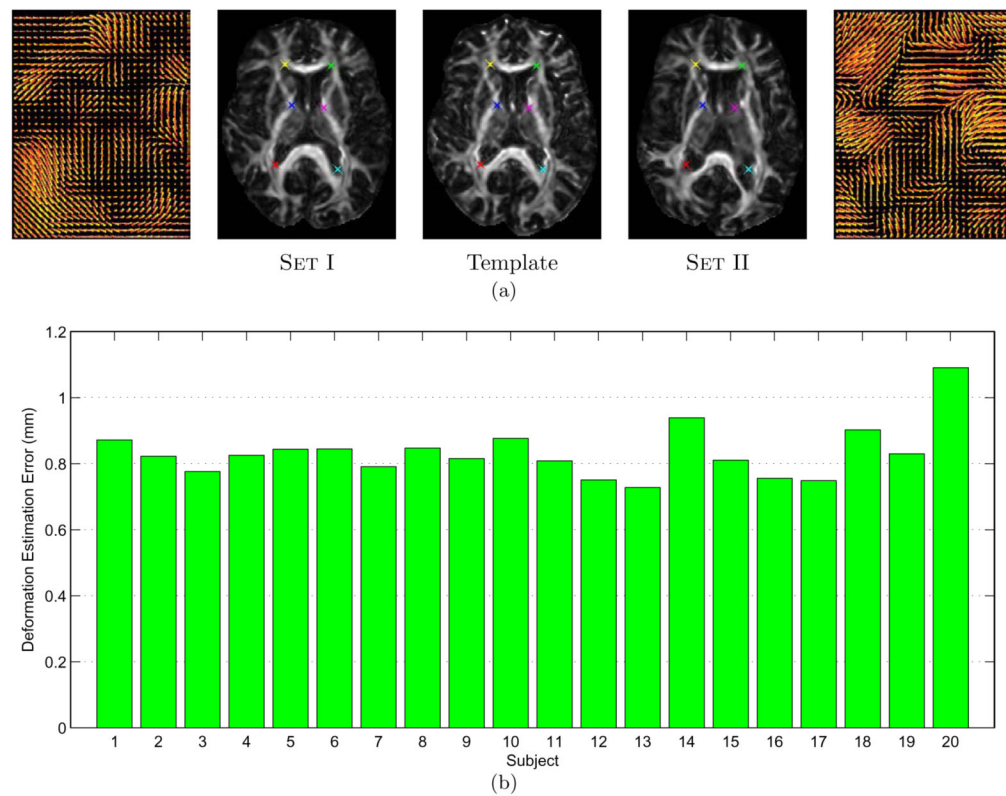 SET I Template SET II
(a)
1.2
1
0.8
0.6
0.4
0.2
0
Deformation Estimation Error (mm)
1 2 3 4 5 6 7 8 9 10 11 12 13 14 15 16 17 18 19 20
Subject
(b)